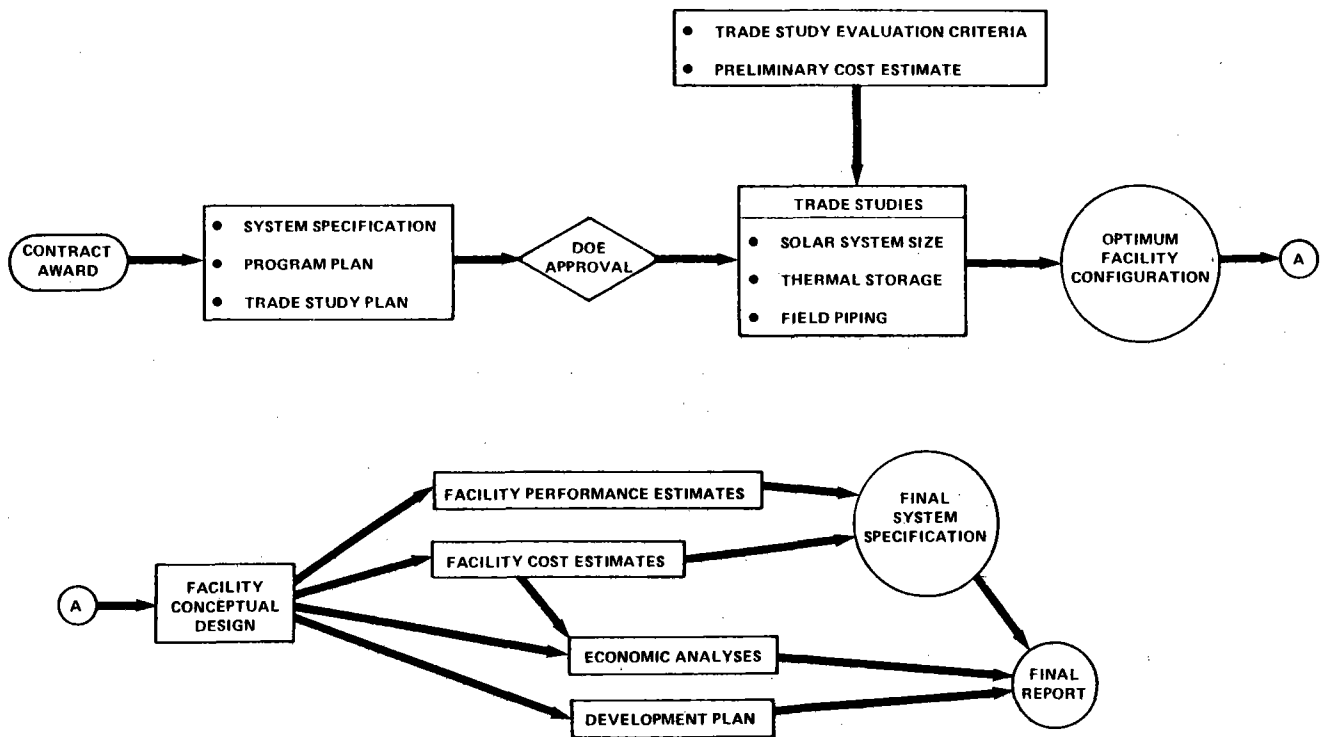 ● TRADE STUDY EVALUATION CRITERIA
● PRELIMINARY COST ESTIMATE
CONTRACT
AWARD
● SYSTEM SPECIFICATION
● PROGRAM PLAN
● TRADE STUDY PLAN
DOE
APPROVAL
TRADE STUDIES
● SOLAR SYSTEM SIZE
● THERMAL STORAGE
● FIELD PIPING
OPTIMUM
FACILITY
CONFIGURATION
A
A
FACILITY
CONCEPTUAL
DESIGN
FACILITY PERFORMANCE ESTIMATES
FACILITY COST ESTIMATES
ECONOMIC ANALYSES
DEVELOPMENT PLAN
FINAL
SYSTEM
SPECIFICATION
FINAL
REPORT